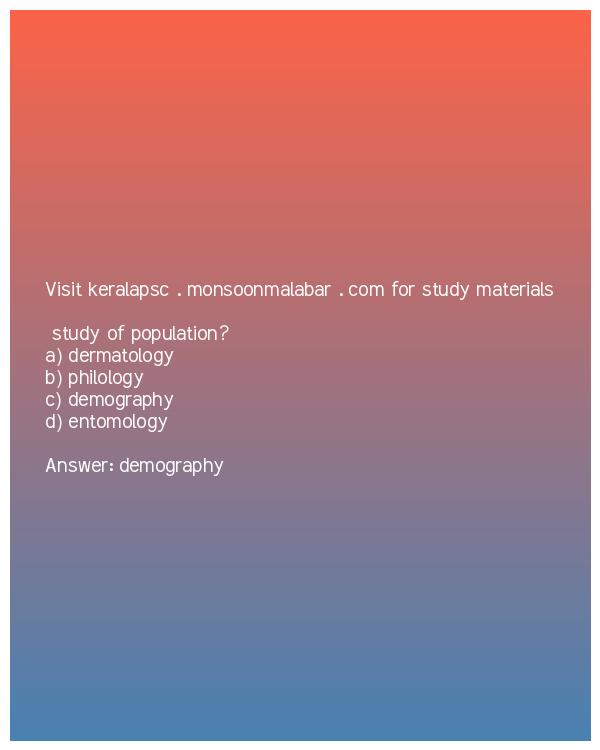 Visit keralapsc . monsoonmalabar . com for study materials
study of population?
a) dermatology
b) philology
c) demography
d) entomology
Answer: demography